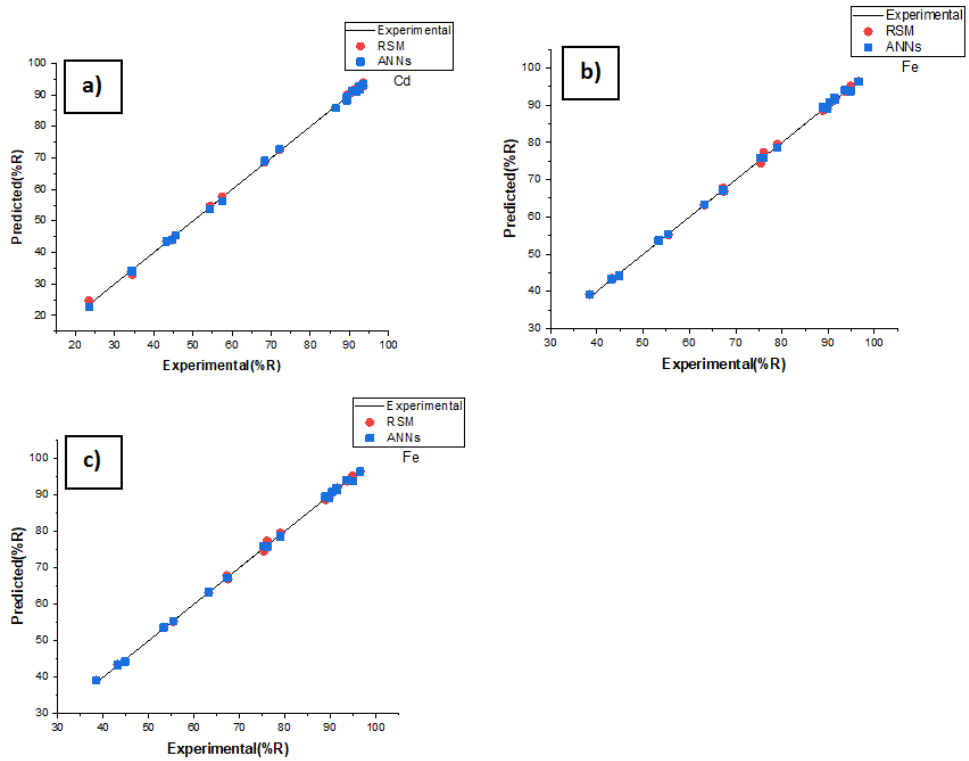 Experimental
RSM
ANNs
Cd
a)
100
90
80
70
60
50
40
30
20
Predicted(%R)
20 30 40 50 60 70 80 90 100
Experimental(%R)
Experimental
RSM
ANNs
Fe
b)
100
90
80
70
60
50
40
30
Predicted(%R)
30 40 50 60 70 80 90 100
Experimental(%R)
Experimental
RSM
ANNs
Fe
c)
100
90
80
70
60
50
40
30
Predicted(%R)
30 40 50 60 70 80 90 100
Experimental(%R)